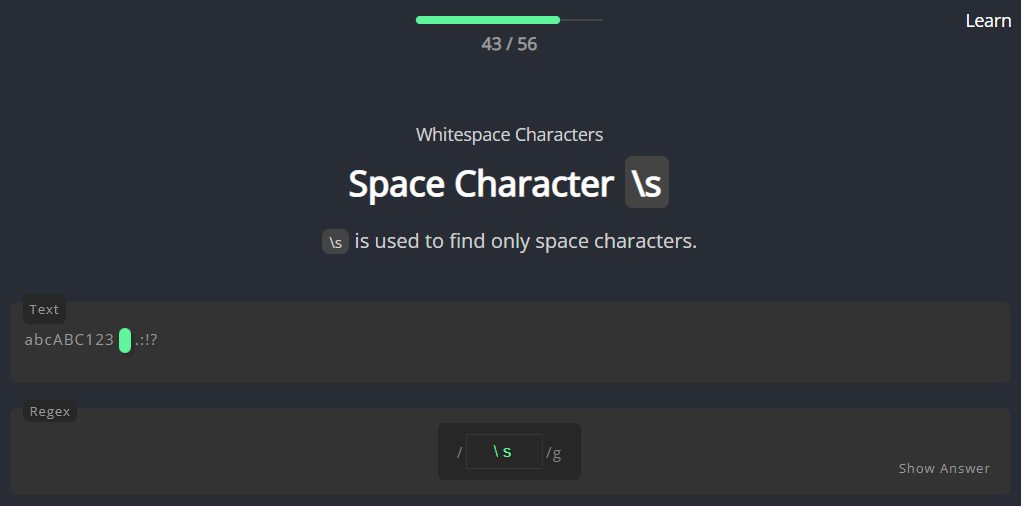 Learn
43 / 56
Whitespace Characters
Space Character \s
\s is used to find only space characters.
Text
abcABC123 .:!?
Regex
/ \s /g
Show Answer